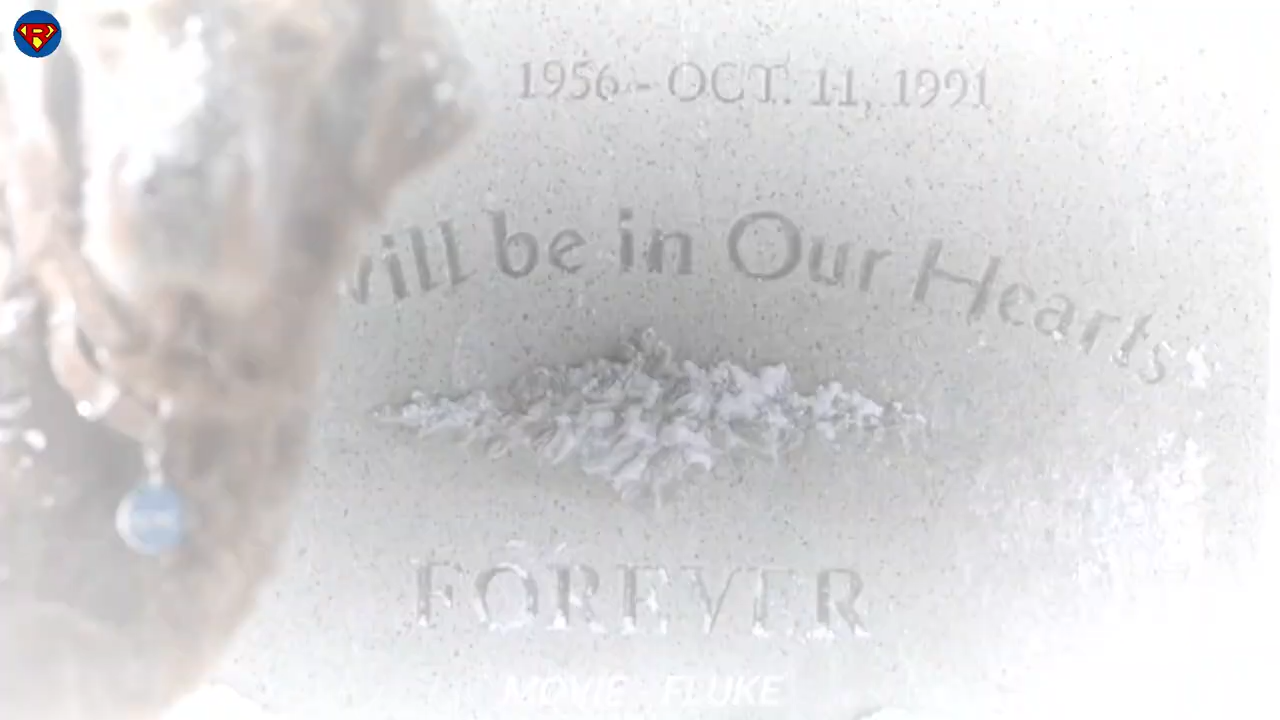 1956 - OCT. 11, 1991
will be in Our Hearts
FOREVER
MOVIE - FLUKE